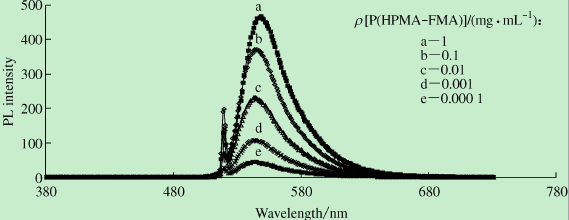 500
400
300
200
100
0
PL intensity
a
b
c
d
e
ρ[P(HPMA-FMA)]/(mg·mL⁻¹):
a—1
b—0.1
c—0.01
d—0.001
e—0.000 1
380 480 580 680 780
Wavelength/nm